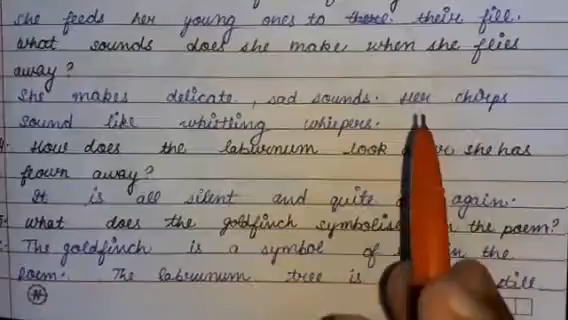 she feeds her young ones to their fill.
what sounds does she make when she flies
away?
she makes delicate, sad sounds. Her chirps
sound like whistling whispers.
How does the laburnum look she has
flown away?
It is all silent and quite again.
what does the goldfinch symbolise the poem?
The goldfinch is a symbol of in the
poem. The laburnum tree is still